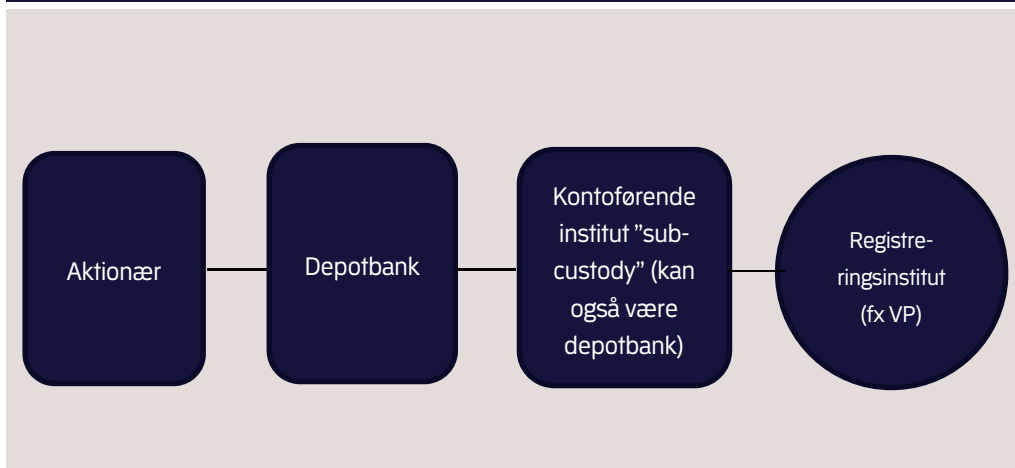 Aktionær
Depotbank
Kontoførende
institut ”sub-
custody” (kan
også være
depotbank)
Registre-
ringsinstitut
(fx VP)